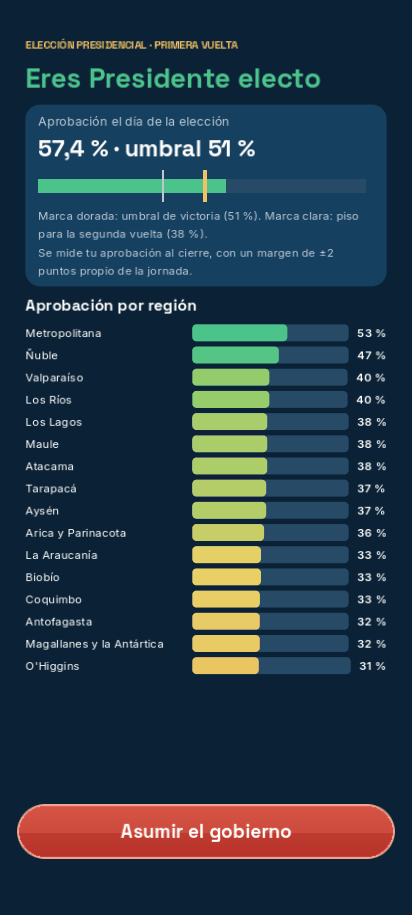 ELECCIÓN PRESIDENCIAL · PRIMERA VUELTA
Eres Presidente electo
Aprobación el día de la elección
57,4 % · umbral 51 %
Marca dorada: umbral de victoria (51 %). Marca clara: piso
para la segunda vuelta (38 %).
Se mide tu aprobación al cierre, con un margen de ±2
puntos propio de la jornada.
Aprobación por región
Metropolitana 53 %
Ñuble 47 %
Valparaíso 40 %
Los Ríos 40 %
Los Lagos 38 %
Maule 38 %
Atacama 38 %
Tarapacá 37 %
Aysén 37 %
Arica y Parinacota 36 %
La Araucanía 33 %
Biobío 33 %
Coquimbo 33 %
Antofagasta 32 %
Magallanes y la Antártica 32 %
O'Higgins 31 %
Asumir el gobierno